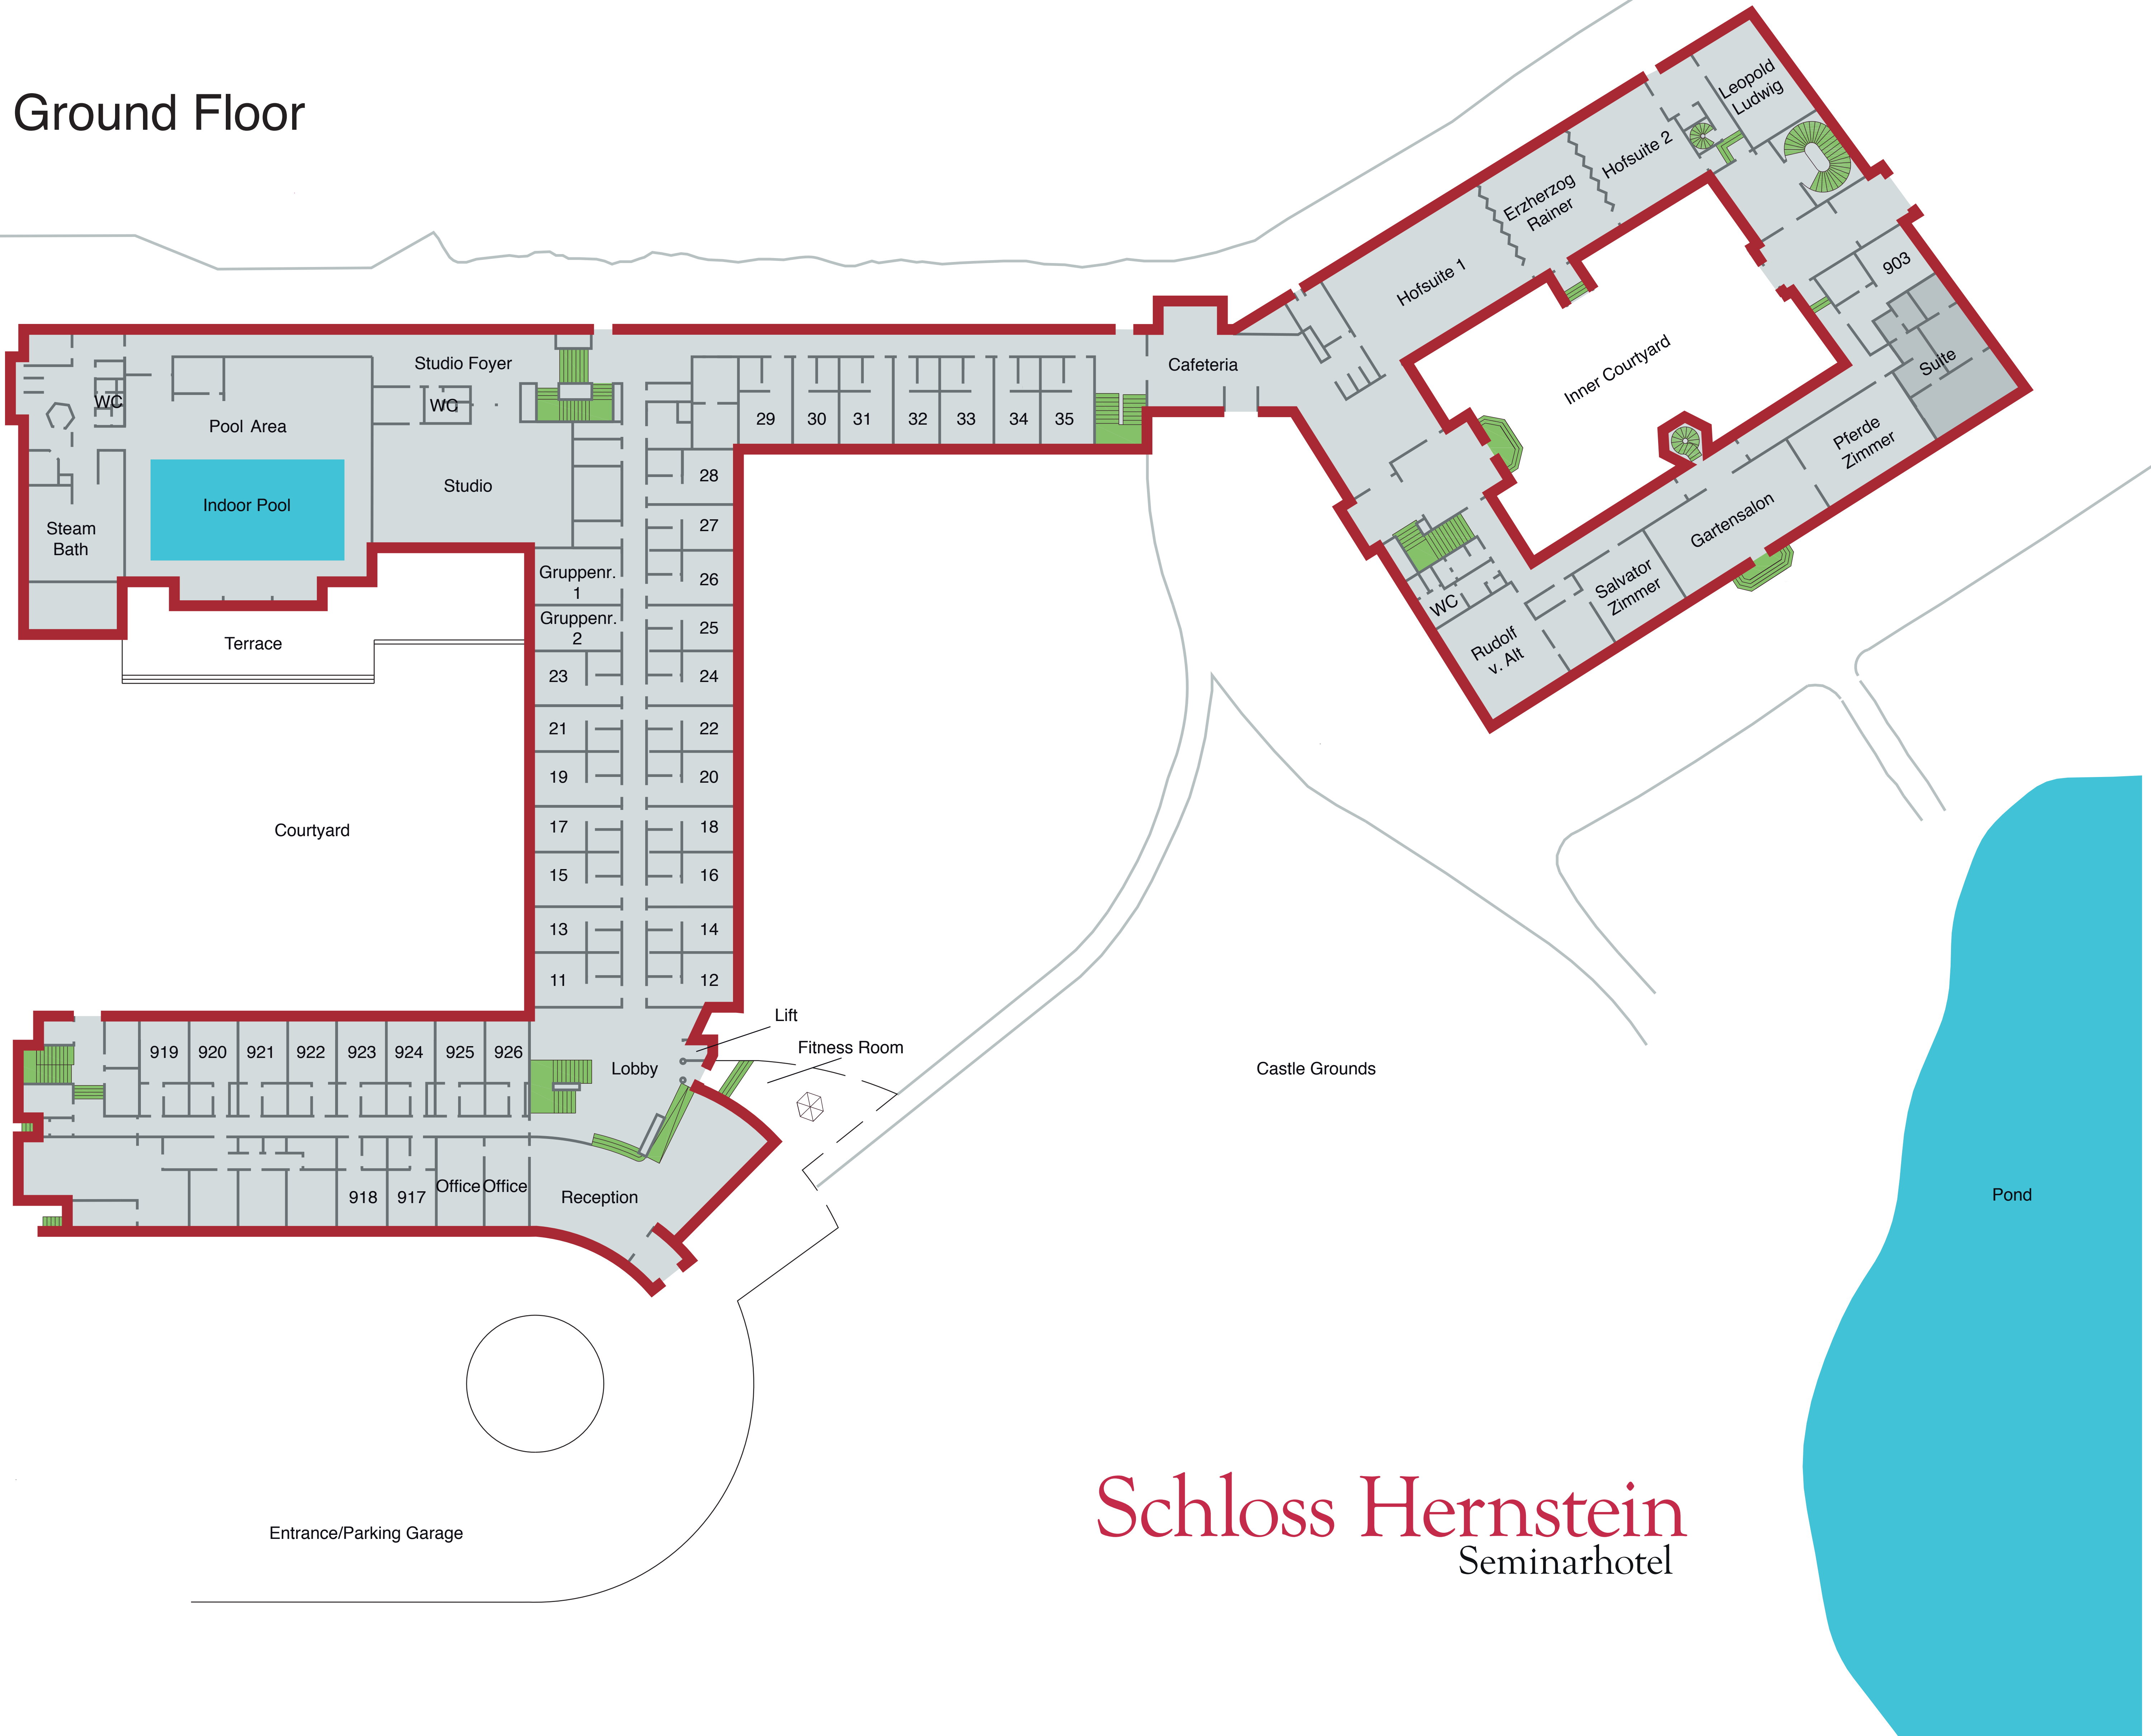 Ground Floor
Leopold
Ludwig
Hofsuite 2
Erzherzog
Rainer
Hofsuite 1
903
Suite
Inner Courtyard
Pferde
Zimmer
Gartensalon
Salvator
Zimmer
WC
Rudolf
v. Alt
Cafeteria
Studio Foyer
WC
WC
Pool Area
Indoor Pool
Studio
Steam
Bath
29
30
31
32
33
34
35
28
27
26
Gruppenr.
1
Gruppenr.
2
25
23
24
21
22
19
20
17
18
15
16
13
14
11
12
Terrace
Courtyard
Lift
Fitness Room
Lobby
919
920
921
922
923
924
925
926
918
917
Office
Office
Reception
Castle Grounds
Pond
Entrance/Parking Garage
Schloss Hernstein
Seminarhotel